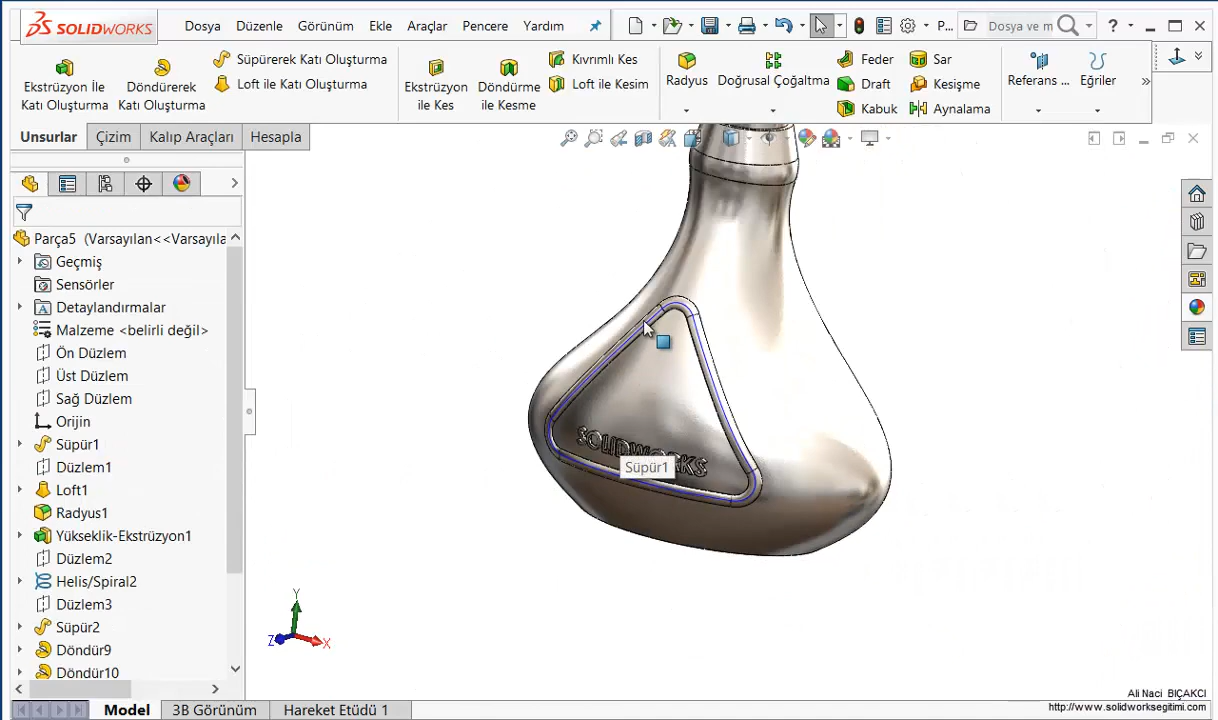 SOLIDWORKS
Dosya
Düzenle
Görünüm
Ekle
Araçlar
Pencere
Yardım
P...
Dosya ve m
?
Ekstrüzyon İle
Katı Oluşturma
Döndürerek
Katı Oluşturma
Süpürerek Katı Oluşturma
Loft ile Katı Oluşturma
Ekstrüzyon
ile Kes
Döndürme
ile Kesme
Kıvrımlı Kes
Loft ile Kesim
Radyus
Doğrusal Çoğaltma
Feder
Draft
Kabuk
Sar
Kesişme
Aynalama
Referans ...
Eğriler
»
Unsurlar
Çizim
Kalıp Araçları
Hesapla
Parça5 (Varsayılan<<Varsayıla
Geçmiş
Sensörler
Detaylandırmalar
Malzeme <belirli değil>
Ön Düzlem
Üst Düzlem
Sağ Düzlem
Orijin
Süpür1
Düzlem1
Loft1
Radyus1
Yükseklik-Ekstrüzyon1
Düzlem2
Helis/Spiral2
Düzlem3
Süpür2
Döndür9
Döndür10
SOLIDWORKS
Süpür1
Y
Z
X
Model
3B Görünüm
Hareket Etüdü 1
Ali Naci BIÇAKCI
http://www.solidworksegitimi.com